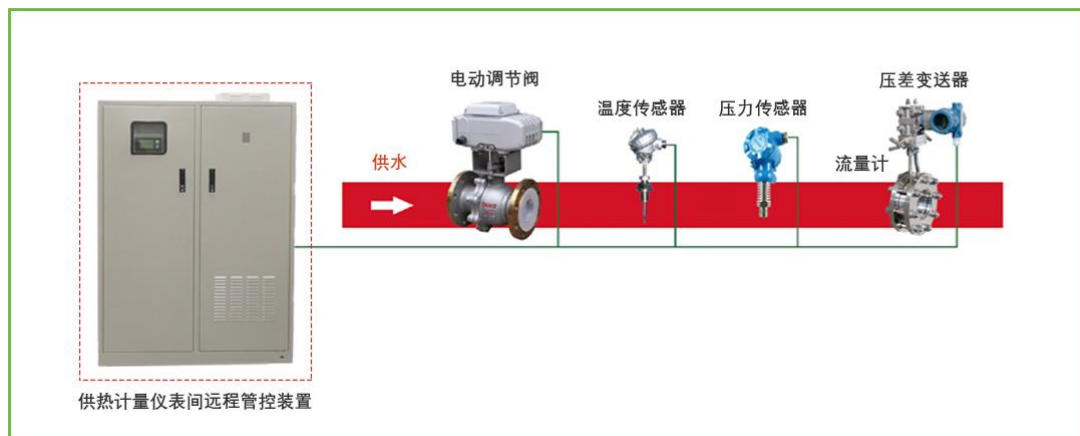 电动调节阀
温度传感器
压力传感器
压差变送器
供水
流量计
供热计量仪表间远程管控装置